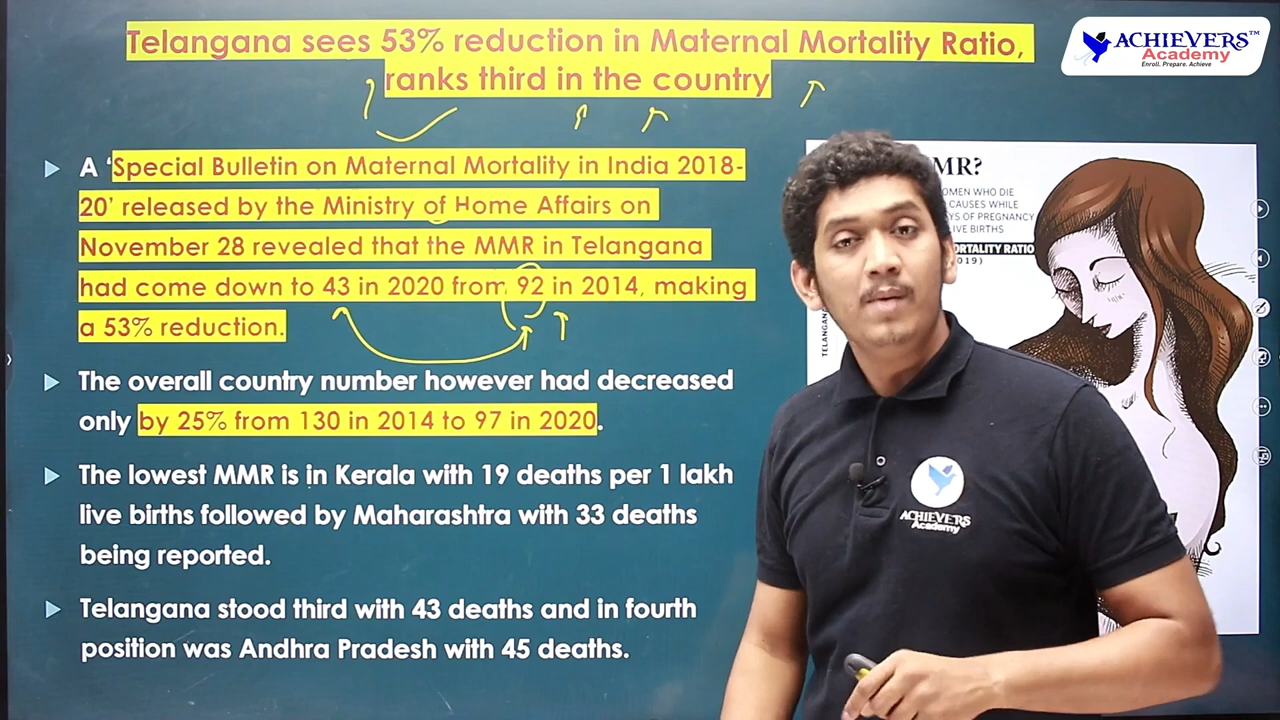 Telangana sees 53% reduction in Maternal Mortality Ratio,
ranks third in the country
ACHIEVERS™
Academy
Enroll. Prepare. Achieve
A ‘Special Bulletin on Maternal Mortality in India 2018-
20’ released by the Ministry of Home Affairs on
November 28 revealed that the MMR in Telangana
had come down to 43 in 2020 from 92 in 2014, making
a 53% reduction.
The overall country number however had decreased
only by 25% from 130 in 2014 to 97 in 2020.
The lowest MMR is in Kerala with 19 deaths per 1 lakh
live births followed by Maharashtra with 33 deaths
being reported.
Telangana stood third with 43 deaths and in fourth
position was Andhra Pradesh with 45 deaths.
MR?
WHO DIE
CAUSES WHILE
OF PREGNANCY
BIRTHS
RATIO
2019)
ACHIEVERS
Academy